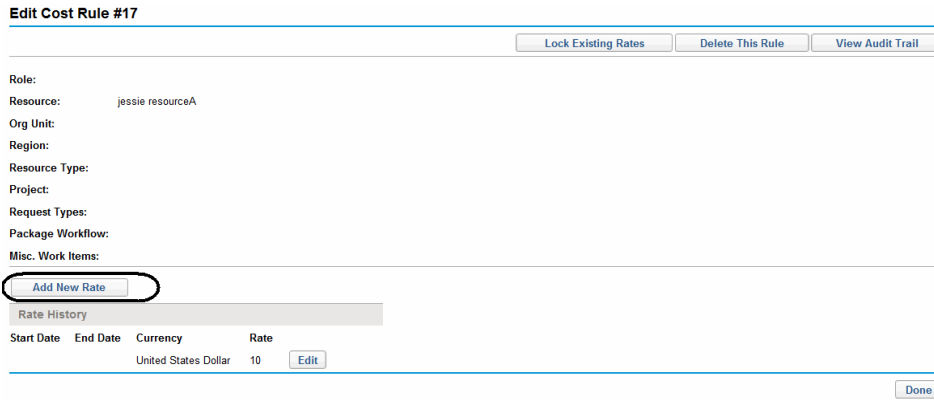 Edit Cost Rule #17
Lock Existing Rates Delete This Rule View Audit Trail
Role:
Resource: jessie resourceA
Org Unit:
Region:
Resource Type:
Project:
Request Types:
Package Workflow:
Misc. Work Items:
Add New Rate
Rate History
Start Date End Date Currency Rate
United States Dollar 10 Edit
Done